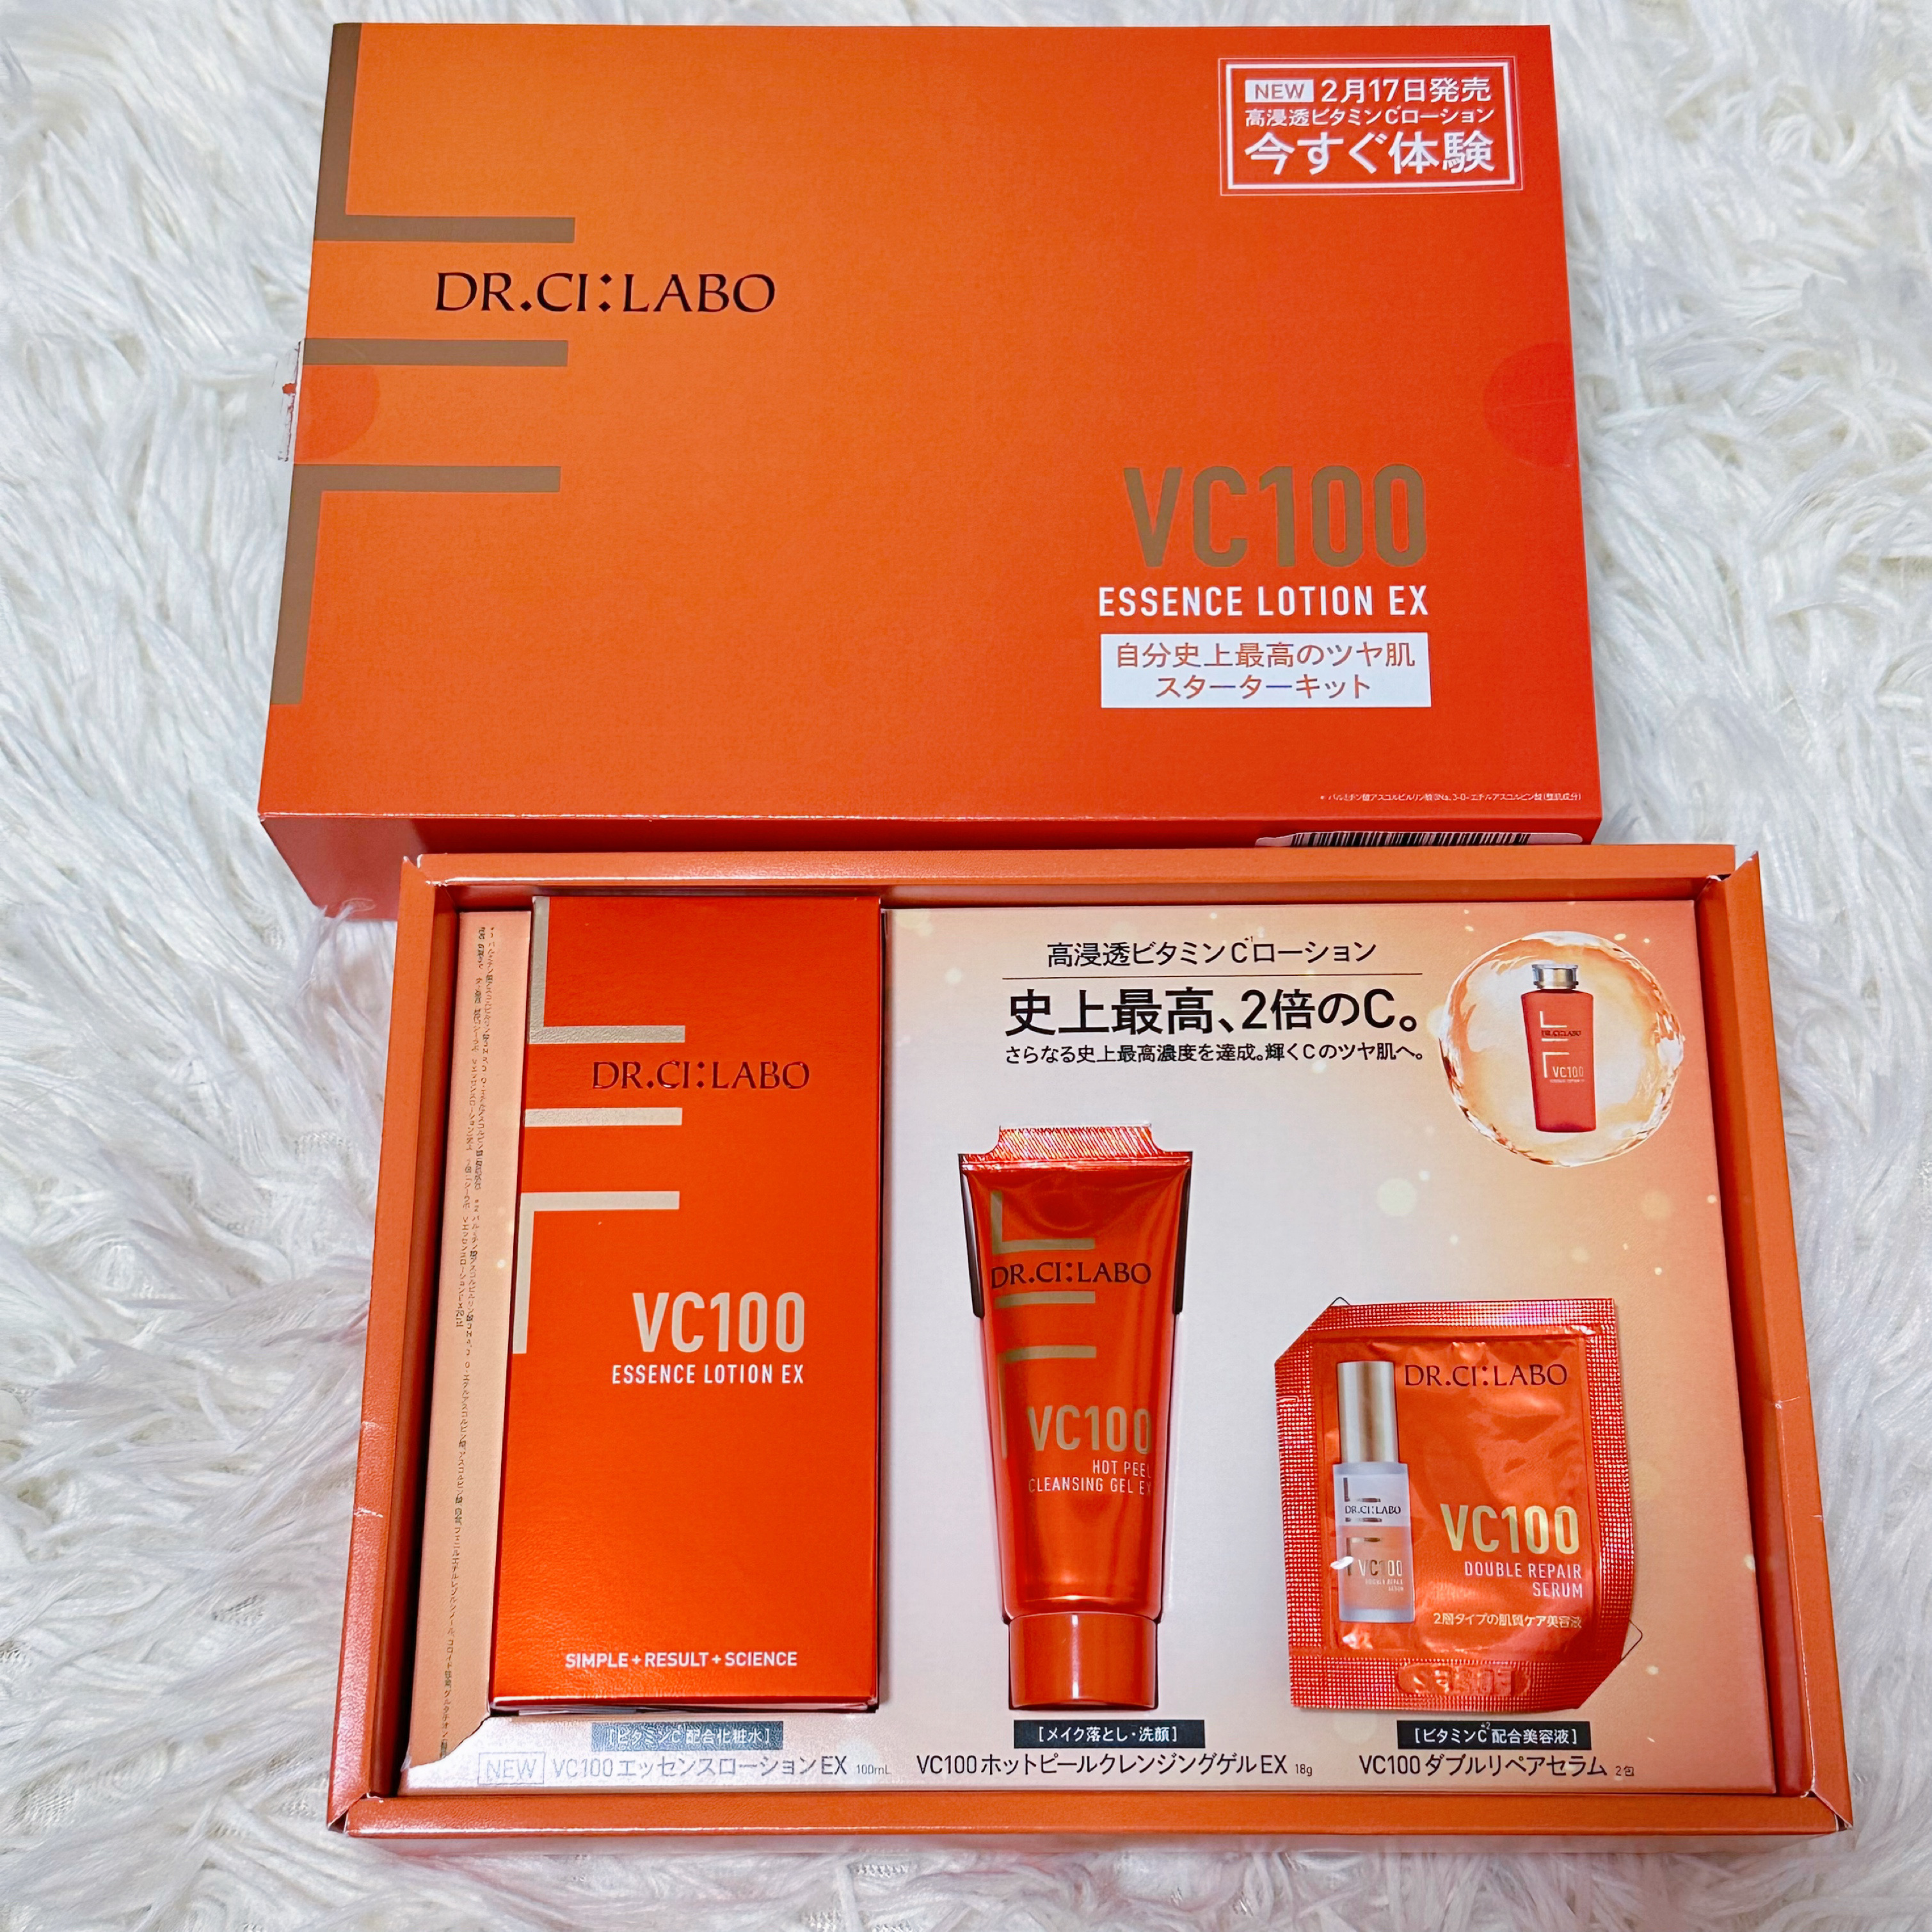 NEW 2月17日発売
高浸透ビタミンC*ローション
今すぐ体験
DR.CI:LABO
VC100
ESSENCE LOTION EX
自分史上最高のツヤ肌
スターターキット
DR.CI:LABO
VC100
ESSENCE LOTION EX
SIMPLE+RESULT+SCIENCE
高浸透ビタミンC*1ローション
史上最高、2倍のC。
さらなる史上最高濃度を達成。輝くCのツヤ肌へ。
DR.CI:LABO
VC100
DR.CI:LABO
VC100
HOT PEEL
CLEANSING GEL EX
DR.CI:LABO
VC100
DOUBLE REPAIR
SERUM
2層タイプの肌質ケア美容液
DR.CI:LABO
VC100
[ビタミンC 配合化粧水]
NEW VC100エッセンスローションEX 100mL
[メイク落とし・洗顔]
VC100ホットピールクレンジングゲルEX 18g
[ビタミンC*2配合美容液]
VC100ダブルリペアセラム 2包